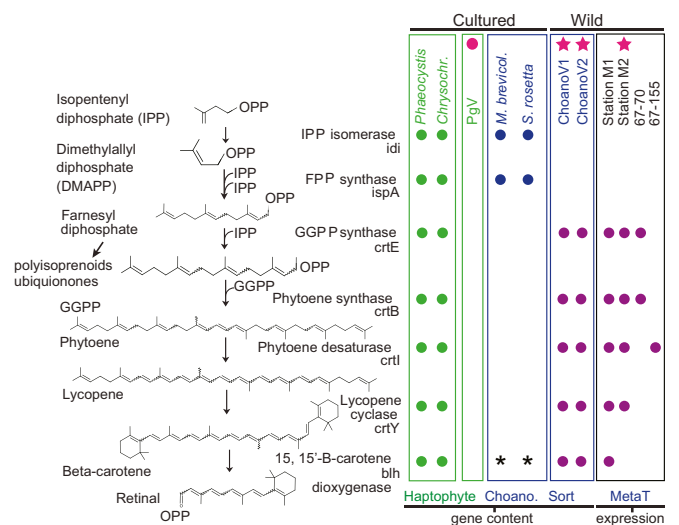 Cultured Wild
Phaeocystis
Chrysochr.
PgV
M. brevicol.
S. rosetta
ChoanoV1
ChoanoV2
Station M1
Station M2
67-70
67-155
Isopentenyl
diphosphate (IPP)
OPP
IPP isomerase
idi
Dimethylallyl
diphosphate
(DMAPP)
OPP
IPP
IPP
FPP synthase
ispA
OPP
Farnesyl
diphosphate
IPP
GGPP synthase
crtE
polyisoprenoids
ubiquionones
OPP
GGPP
Phytoene synthase
crtB
GGPP
Phytoene
Phytoene desaturase
crtI
Lycopene
Lycopene
cyclase
crtY
Beta-carotene
15, 15'-B-carotene
blh
dioxygenase
* *
Retinal
OPP
Haptophyte Choano. Sort MetaT
gene content expression